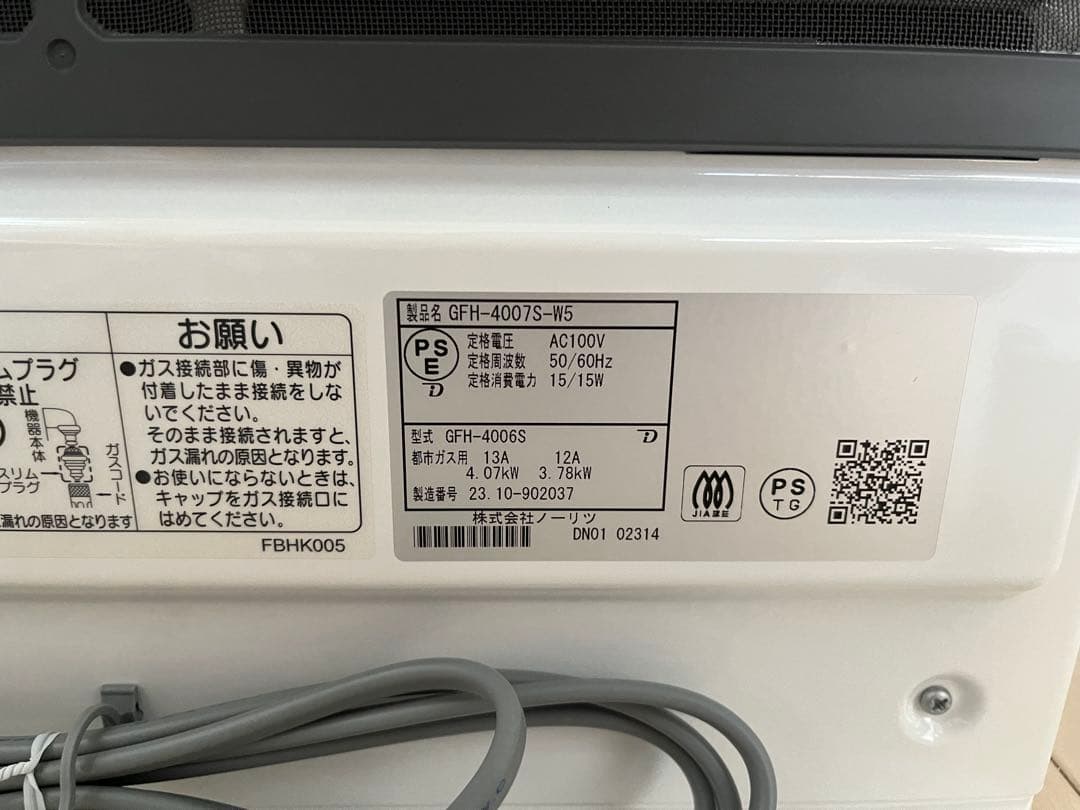 お願い
ムプラグ
禁止
機器本体
ガスコード
スリム
プラグ
漏れの原因となります
●ガス接続部に傷・異物が
付着したまま接続をしな
いでください。
そのまま接続されますと、
ガス漏れの原因となります。
●お使いにならないときは、
キャップをガス接続口に
はめてください。
FBHK005
製品名 GFH-4007S-W5
PS
E
D
定格電圧 AC100V
定格周波数 50/60Hz
定格消費電力 15/15W
型式 GFH-4006S D
都市ガス用 13A 12A
4.07kW 3.78kW
製造番号 23.10-902037
株式会社ノーリツ
DN01 02314
JIA認証
PS
TG